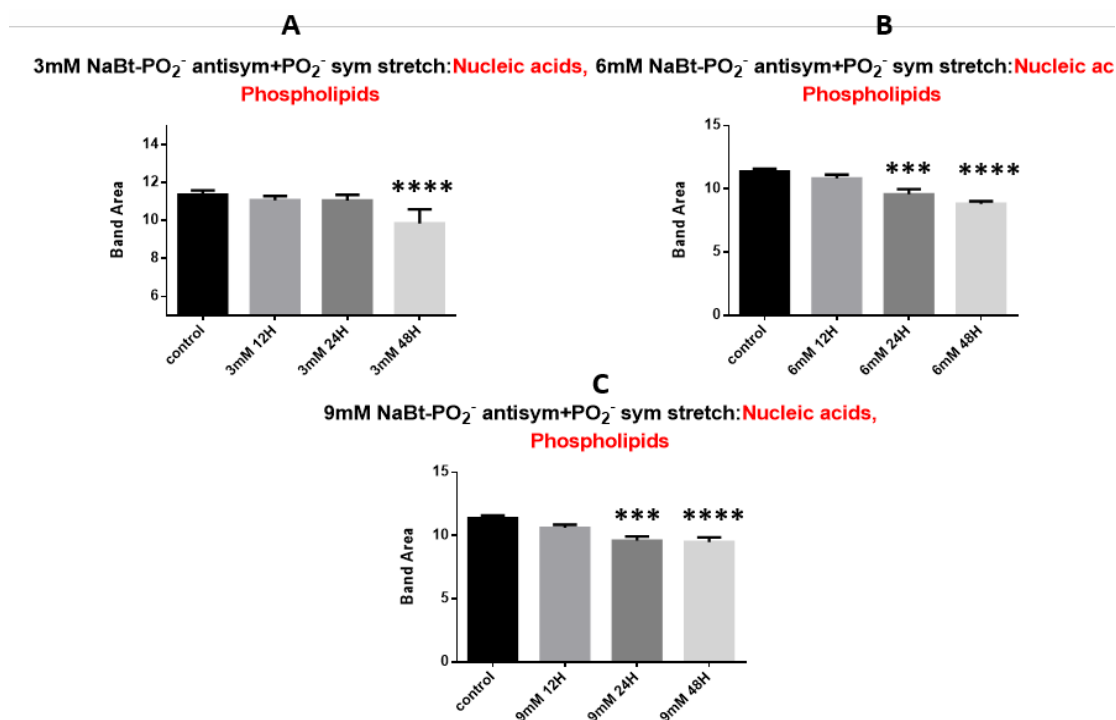 A
3mM NaBt-PO₂⁻ antisym+PO₂⁻ sym stretch:Nucleic acids,
Phospholipids
Band Area
14
12
10
8
6
****
control
3mM 12H
3mM 24H
3mM 48H
B
6mM NaBt-PO₂⁻ antisym+PO₂⁻ sym stretch:Nucleic ac
Phospholipids
Band Area
15
10
5
0
*** ****
control
6mM 12H
6mM 24H
6mM 48H
C
9mM NaBt-PO₂⁻ antisym+PO₂⁻ sym stretch:Nucleic acids,
Phospholipids
Band Area
15
10
5
0
*** ****
control
9mM 12H
9mM 24H
9mM 48H